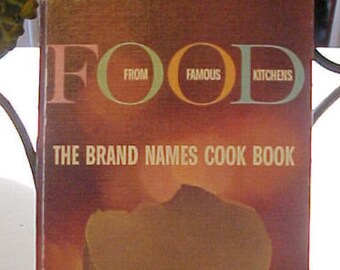 FOOD
FROM FAMOUS KITCHENS
THE BRAND NAMES COOK BOOK